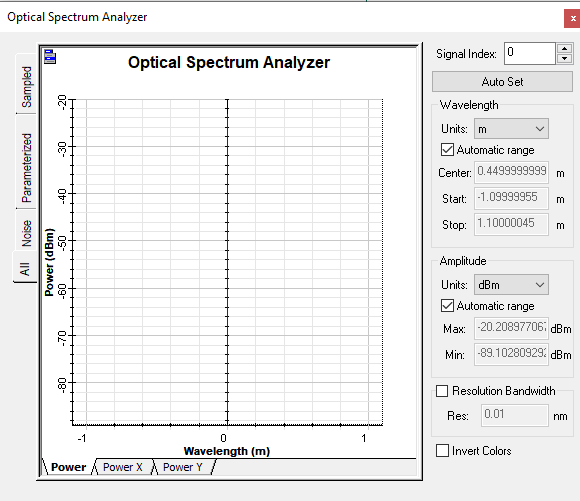 Optical Spectrum Analyzer
x
Signal Index: 0
Auto Set
Wavelength
Units: m
Automatic range
Center: 0.4499999999 m
Start: -1.09999955 m
Stop: 1.10000045 m
Amplitude
Units: dBm
Automatic range
Max: -20.20897706 dBm
Min: -89.10280929 dBm
Resolution Bandwidth
Res: 0.01 nm
Invert Colors
Sampled
Parameterized
Noise
All
Optical Spectrum Analyzer
Power (dBm)
-20
-30
-40
-50
-60
-70
-80
-1 0 1
Wavelength (m)
Power Power X Power Y